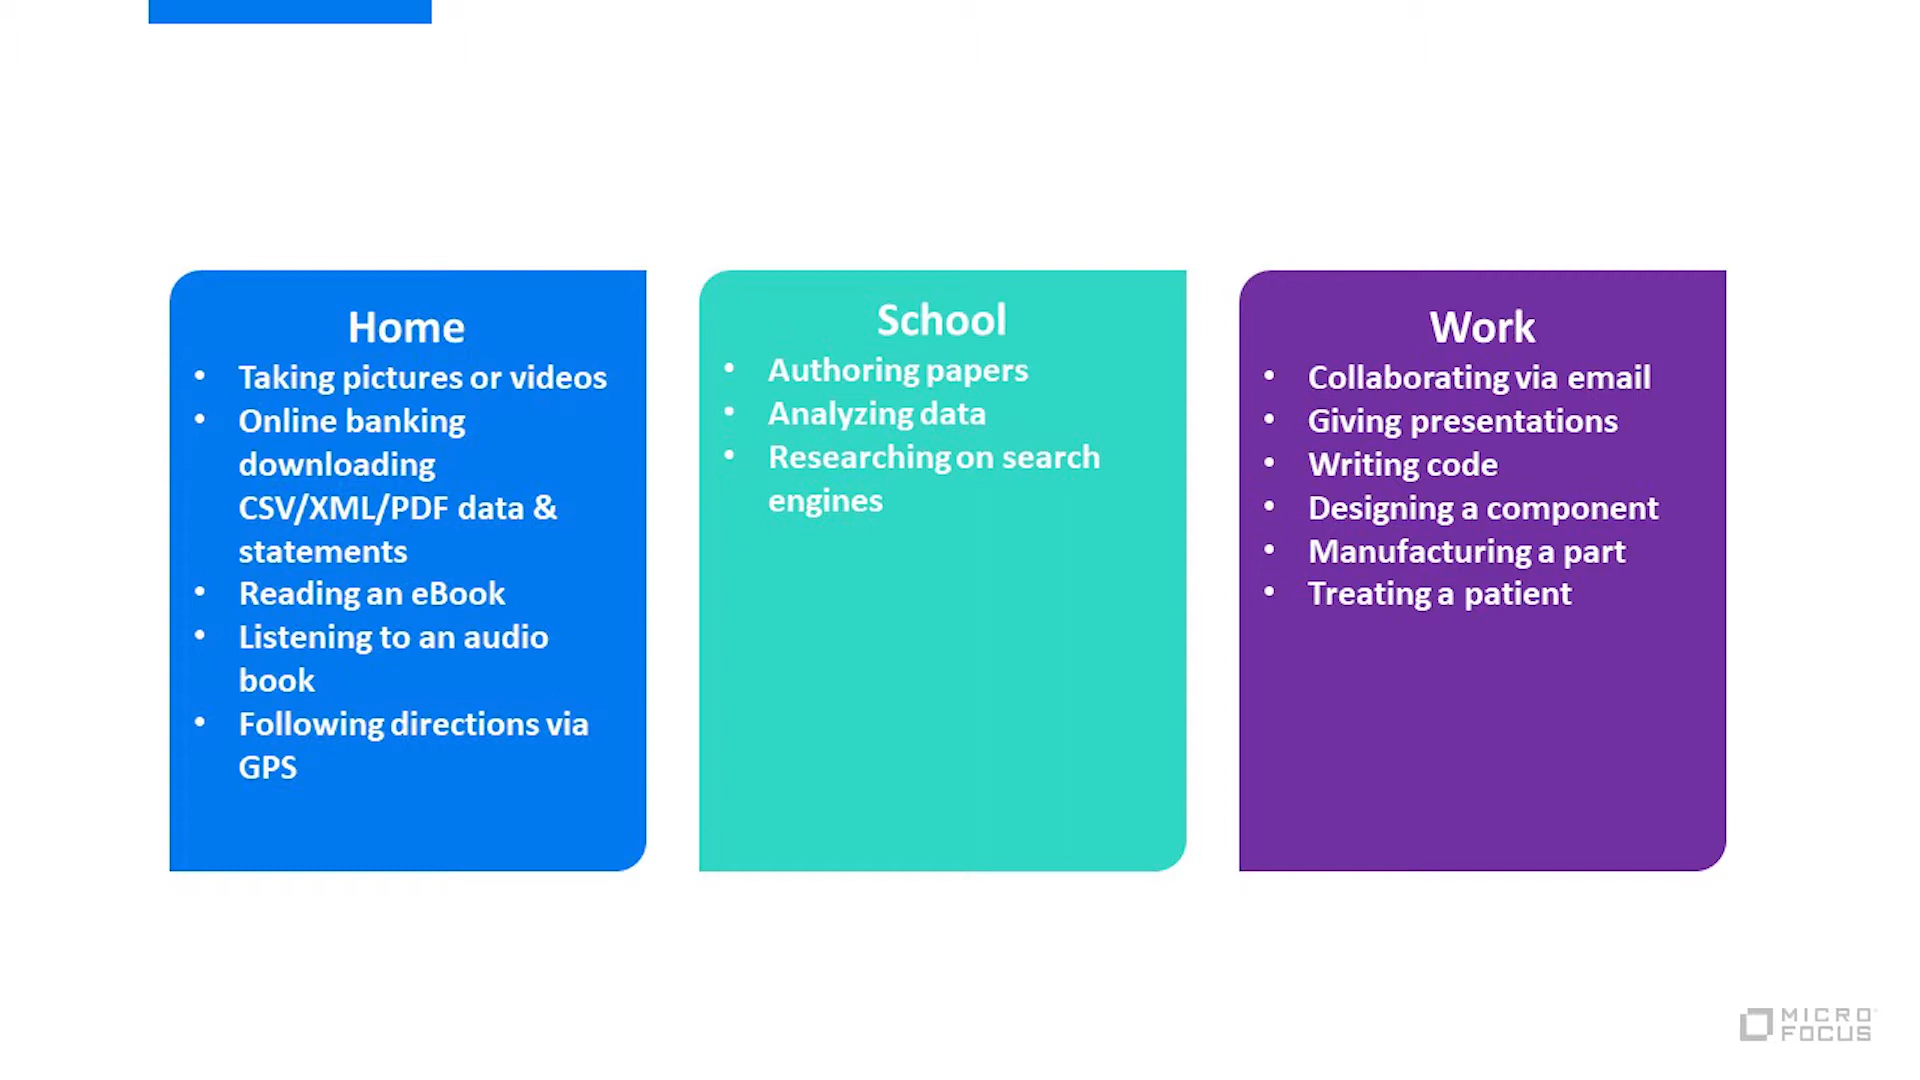 Home
• Taking pictures or videos
• Online banking
downloading
CSV/XML/PDF data &
statements
• Reading an eBook
• Listening to an audio
book
• Following directions via
GPS
School
• Authoring papers
• Analyzing data
• Researching on search
engines
Work
• Collaborating via email
• Giving presentations
• Writing code
• Designing a component
• Manufacturing a part
• Treating a patient
MICRO
FOCUS